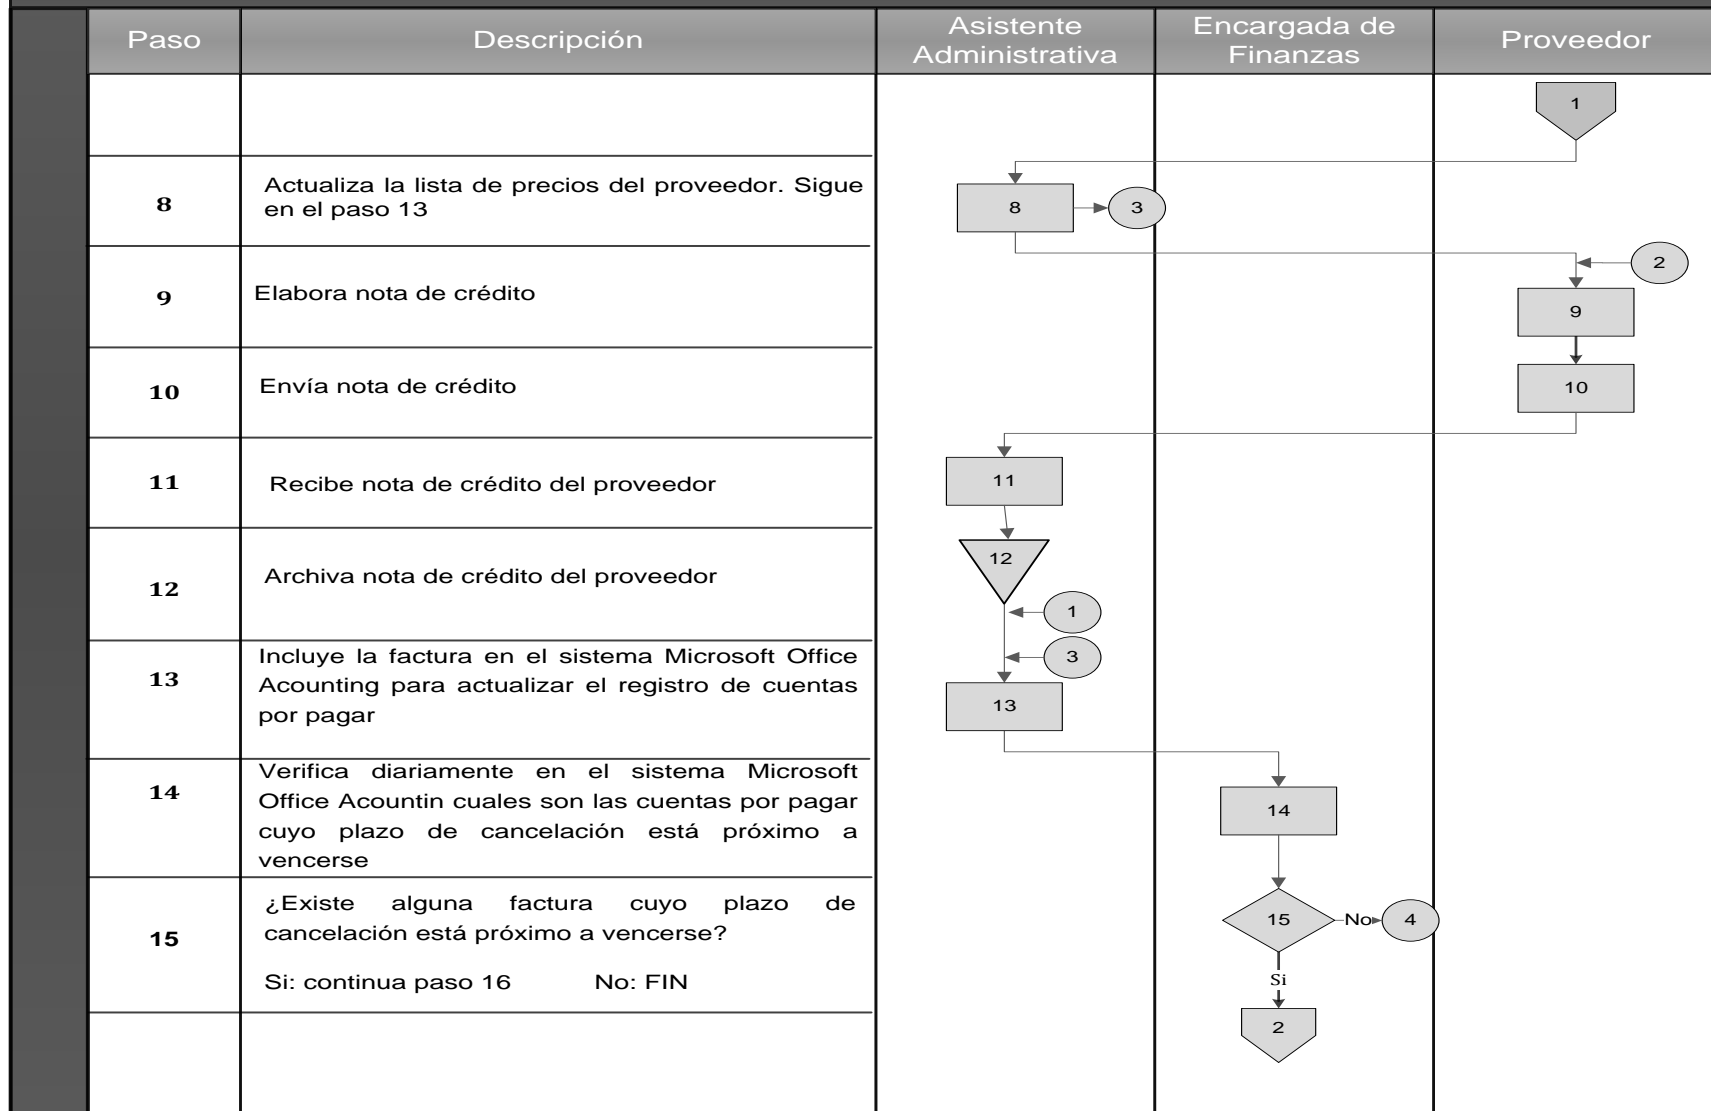 Paso
Descripción
Asistente
Administrativa
Encargada de
Finanzas
Proveedor
1
8
Actualiza la lista de precios del proveedor. Sigue
en el paso 13
8
3
2
9
Elabora nota de crédito
9
10
Envía nota de crédito
10
11
Recibe nota de crédito del proveedor
11
12
Archiva nota de crédito del proveedor
12
1
13
Incluye la factura en el sistema Microsoft Office
Acounting para actualizar el registro de cuentas
por pagar
3
13
14
Verifica diariamente en el sistema Microsoft
Office Acountin cuales son las cuentas por pagar
cuyo plazo de cancelación está próximo a
vencerse
14
15
¿Existe alguna factura cuyo plazo de
cancelación está próximo a vencerse?
Si: continua paso 16 No: FIN
15
No
4
Si
2